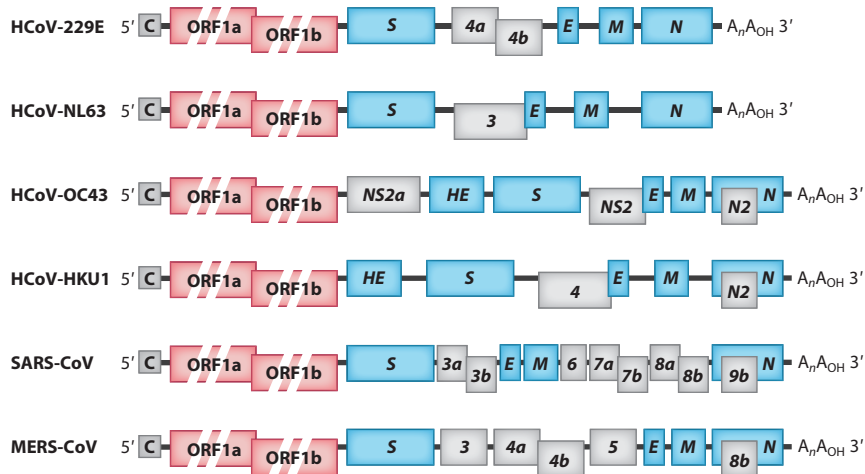 HCoV-229E 5′ C ORF1a ORF1b S 4a 4b E M N AnAOH 3′
HCoV-NL63 5′ C ORF1a ORF1b S 3 E M N AnAOH 3′
HCoV-OC43 5′ C ORF1a ORF1b NS2a HE S NS2 E M N2 N AnAOH 3′
HCoV-HKU1 5′ C ORF1a ORF1b HE S 4 E M N2 N AnAOH 3′
SARS-CoV 5′ C ORF1a ORF1b S 3a 3b E M 6 7a 7b 8a 8b 9b N AnAOH 3′
MERS-CoV 5′ C ORF1a ORF1b S 3 4a 4b 5 E M 8b N AnAOH 3′